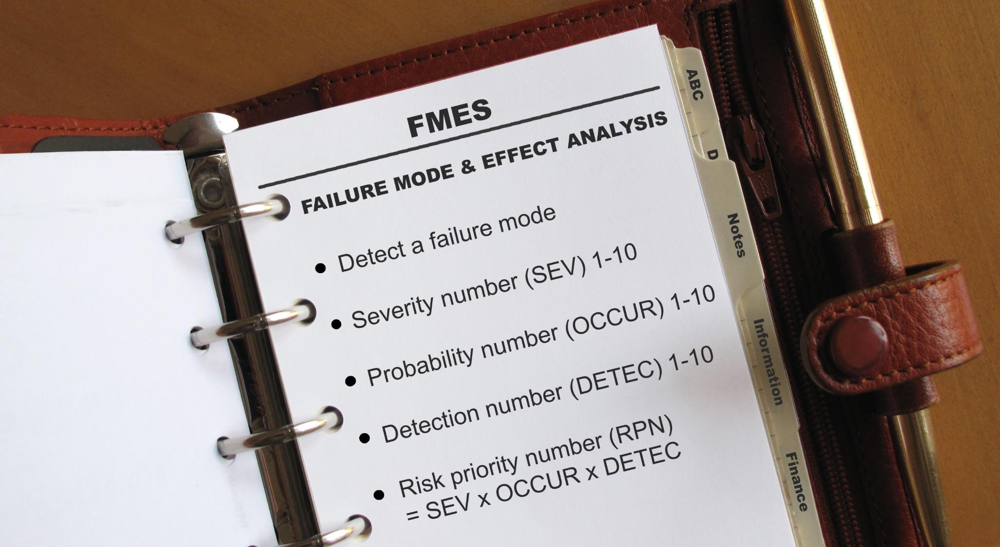 FMES
FAILURE MODE & EFFECT ANALYSIS
• Detect a failure mode
• Severity number (SEV) 1-10
• Probability number (OCCUR) 1-10
• Detection number (DETEC) 1-10
• Risk priority number (RPN)
= SEV x OCCUR x DETEC
ABC
D
Notes
Information
Finance